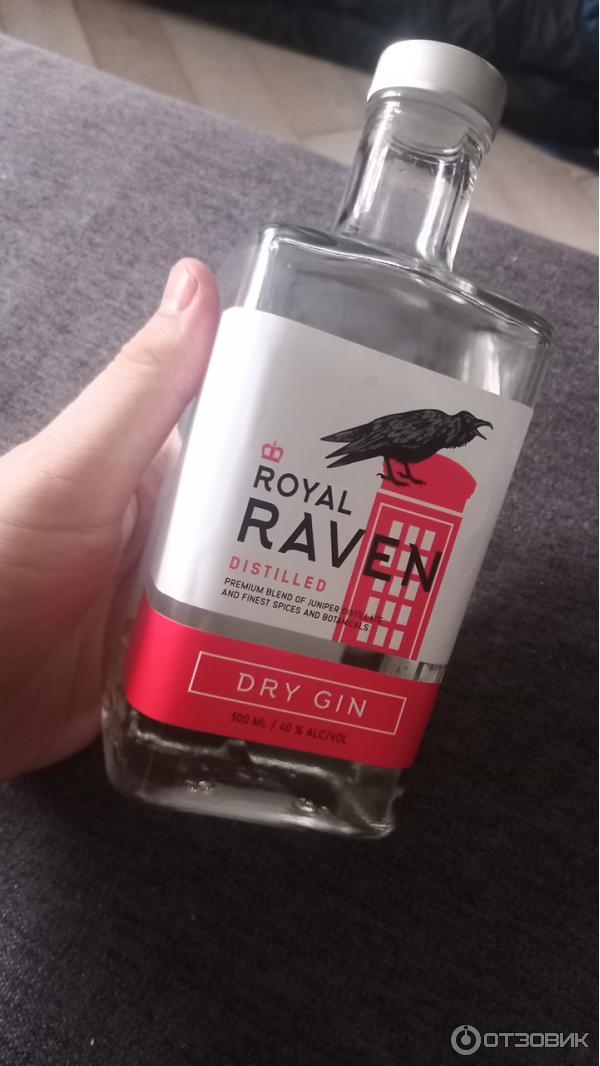 ROYAL
RAVEN
DISTILLED
PREMIUM BLEND OF JUNIPER DISTILLATE
AND FINEST SPICES AND BOTANICALS
DRY GIN
500 ML / 40 % ALC/VOL
ОТЗОВИК